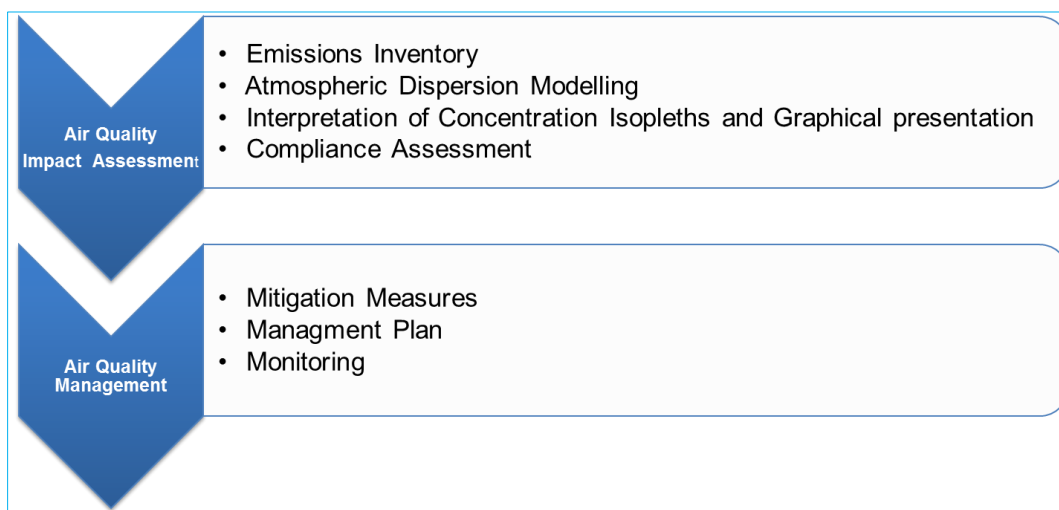 Air Quality
Impact Assessment
• Emissions Inventory
• Atmospheric Dispersion Modelling
• Interpretation of Concentration Isopleths and Graphical presentation
• Compliance Assessment
Air Quality
Management
• Mitigation Measures
• Managment Plan
• Monitoring